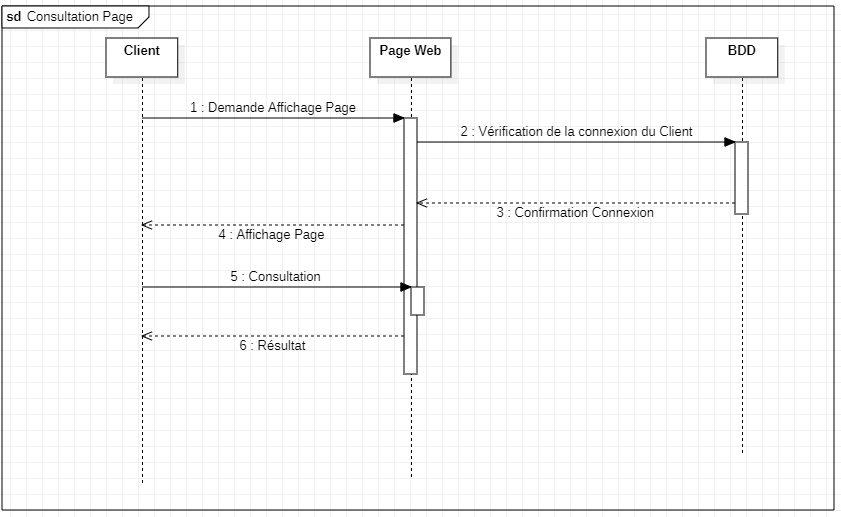 sd Consultation Page
Client
Page Web
BDD
1 : Demande Affichage Page
2 : Vérification de la connexion du Client
3 : Confirmation Connexion
4 : Affichage Page
5 : Consultation
6 : Résultat